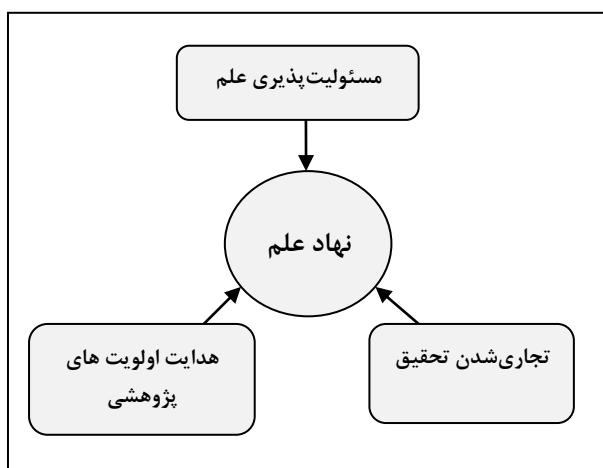 مسئولیت‌پذیری علم
نهاد علم
تجاری‌شدن تحقیق
هدایت اولویت های
پژوهشی